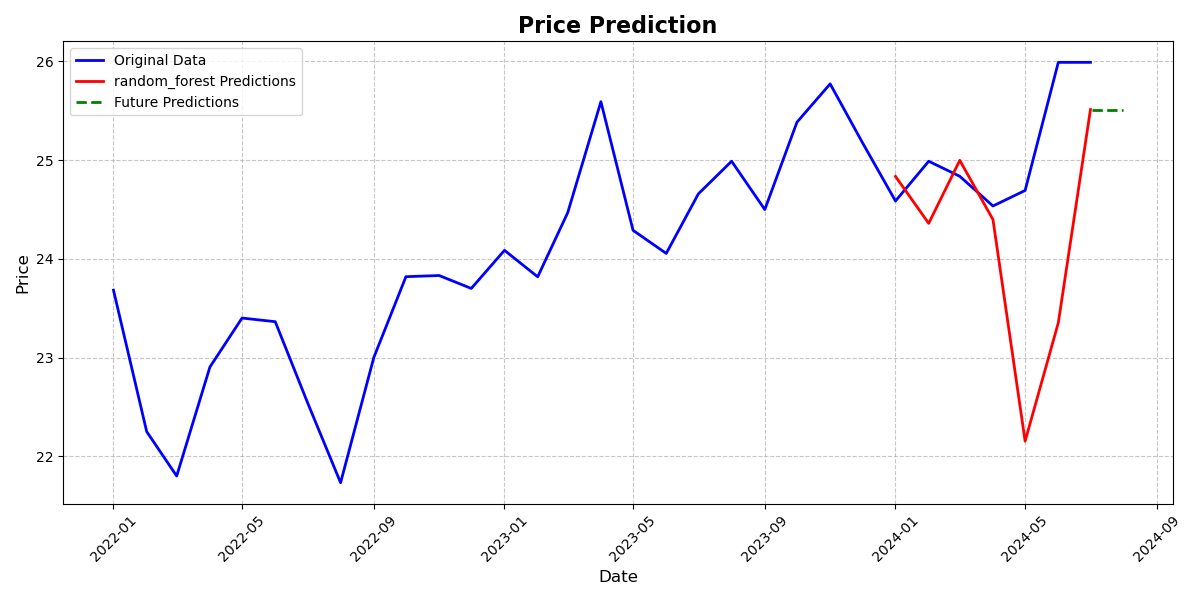 Price Prediction
Original Data
random_forest Predictions
Future Predictions
26
25
24
23
22
Price
2022-01
2022-05
2022-09
2023-01
2023-05
2023-09
2024-01
2024-05
2024-09
Date